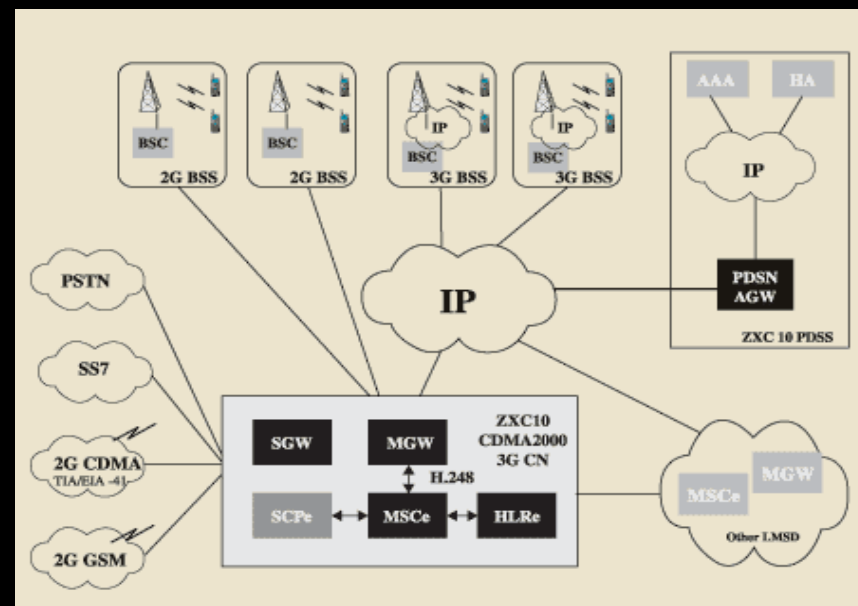 AAA
HA
IP
IP
BSC
BSC
BSC
BSC
2G BSS
2G BSS
3G BSS
3G BSS
IP
PDSN
AGW
ZXC 10 PDSS
IP
PSTN
SS7
2G CDMA
TIA/EIA -41
2G GSM
ZXC10
CDMA2000
3G CN
SGW
MGW
H.248
SCPe
MSCe
HLRe
MGW
MSCe
Other LMSD